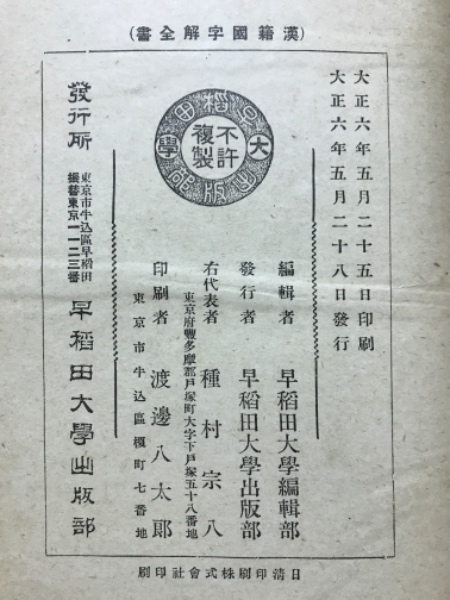 (漢籍國字解全書)
大正六年五月二十五日印刷
大正六年五月二十八日發行
早稻田大學出版部
不許複製
編輯者 早稻田大學編輯部
發行者 早稻田大學出版部
右代表者 種村宗八
東京府豐多摩郡戸塚町大字下戸塚五十八番地
印刷者 渡邊八太郎
東京市牛込區榎町七番地
發行所
東京市牛込區早稻田
振替東京一一二三番
早稻田大學出版部
日清印刷株式會社印刷